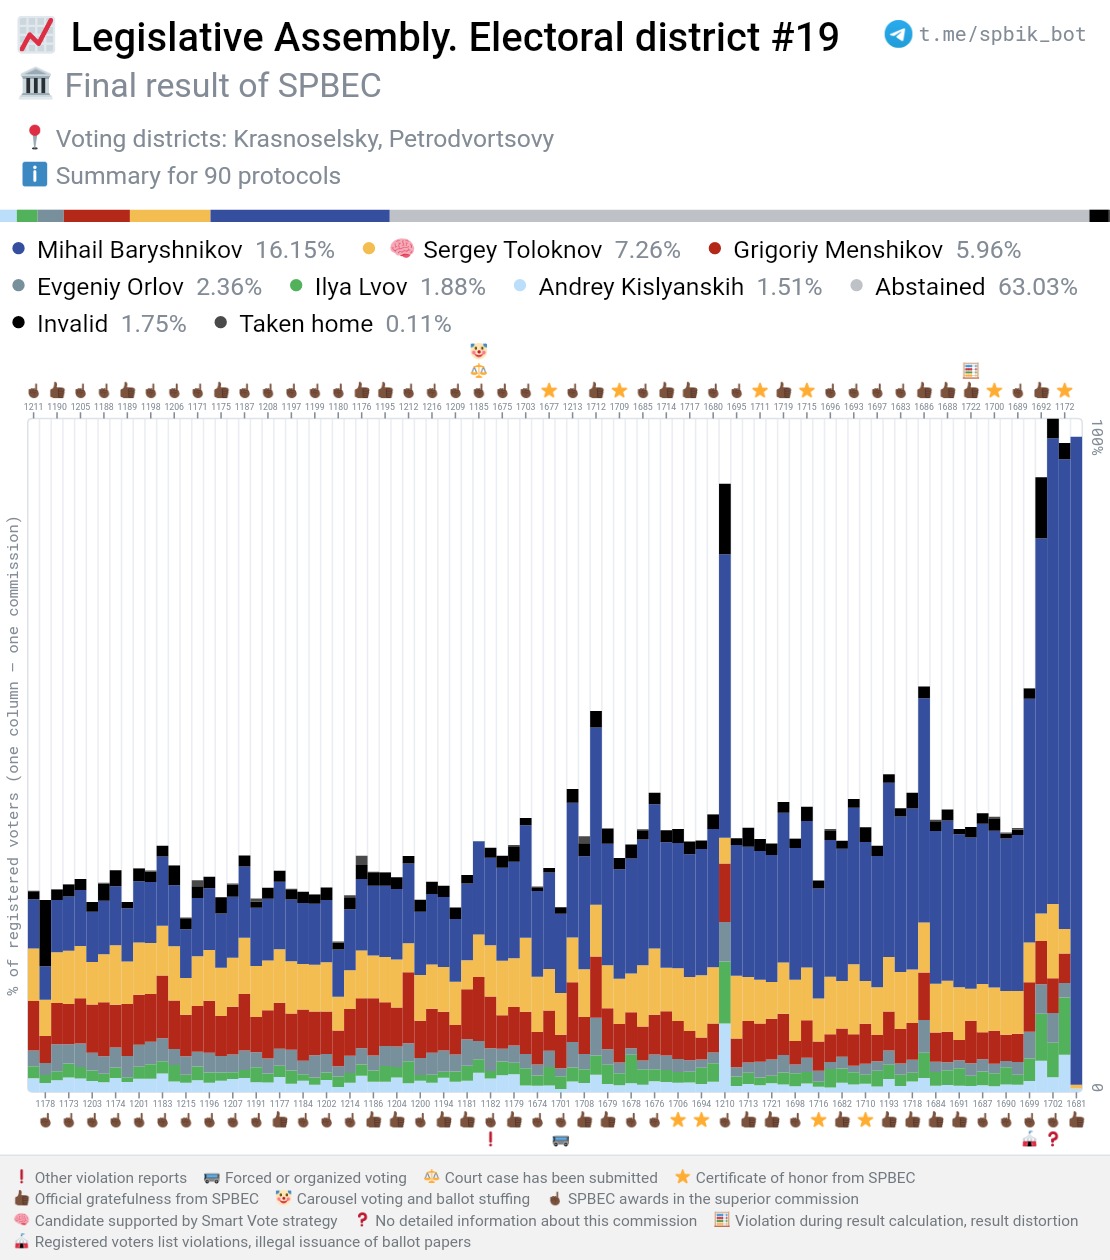 Legislative Assembly. Electoral district #19
t.me/spbik_bot
Final result of SPBEC
Voting districts: Krasnoselsky, Petrodvortsovy
Summary for 90 protocols
Mihail Baryshnikov 16.15% Sergey Toloknov 7.26% Grigoriy Menshikov 5.96%
Evgeniy Orlov 2.36% Ilya Lvov 1.88% Andrey Kislyanskih 1.51% Abstained 63.03%
Invalid 1.75% Taken home 0.11%
1211 1190 1205 1188 1189 1198 1206 1171 1175 1187 1208 1197 1199 1180 1176 1195 1212 1216 1209 1185 1675 1703 1677 1213 1712 1709 1685 1714 1717 1680 1695 1711 1719 1715 1696 1693 1697 1683 1686 1688 1722 1700 1689 1692 1172
100%
% of registered voters (one column – one commission)
0
1178 1173 1203 1174 1201 1183 1215 1196 1207 1191 1177 1184 1202 1214 1186 1204 1200 1194 1181 1182 1179 1674 1701 1708 1679 1678 1676 1706 1694 1210 1713 1721 1698 1716 1682 1710 1193 1718 1684 1691 1687 1690 1699 1702 1681
Other violation reports Forced or organized voting Court case has been submitted Certificate of honor from SPBEC
Official gratefulness from SPBEC Carousel voting and ballot stuffing SPBEC awards in the superior commission
Candidate supported by Smart Vote strategy No detailed information about this commission Violation during result calculation, result distortion
Registered voters list violations, illegal issuance of ballot papers